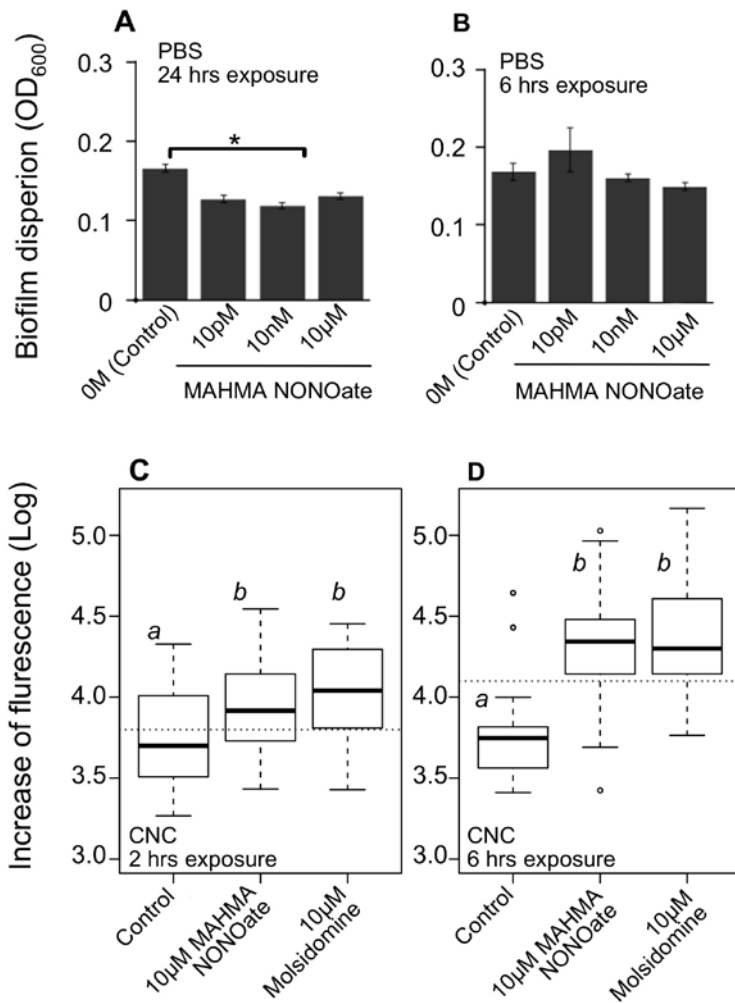 A
Biofilm disperion (OD600)
PBS
24 hrs exposure
*
0.3
0.2
0.1
0
0M (Control)
10pM
10nM
10µM
MAHMA NONOate
B
PBS
6 hrs exposure
0.3
0.2
0.1
0
0M (Control)
10pM
10nM
10µM
MAHMA NONOate
C
Increase of flurescence (Log)
5.0
4.5
4.0
3.5
3.0
a
b
b
CNC
2 hrs exposure
Control
10µM MAHMA
NONOate
10µM
Molsidomine
D
5.0
4.5
4.0
3.5
3.0
a
b
b
CNC
6 hrs exposure
Control
10µM MAHMA
NONOate
10µM
Molsidomine